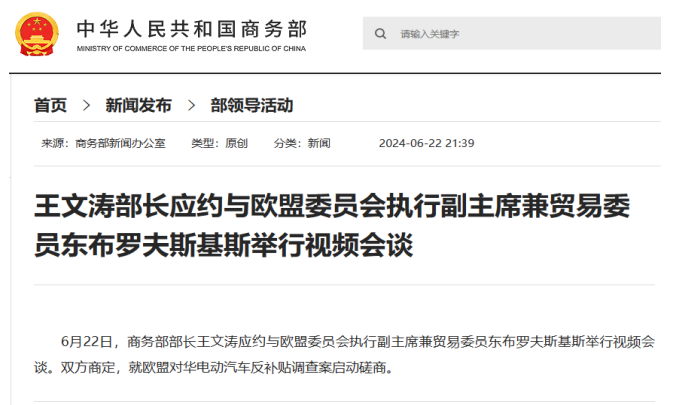 中华人民共和国商务部
MINISTRY OF COMMERCE OF THE PEOPLE'S REPUBLIC OF CHINA
请输入关键字
首页 > 新闻发布 > 部领导活动
来源：商务部新闻办公室 类型：原创 分类：新闻 2024-06-22 21:39
王文涛部长应约与欧盟委员会执行副主席兼贸易委
员东布罗夫斯基斯举行视频会谈
6月22日，商务部部长王文涛应约与欧盟委员会执行副主席兼贸易委员东布罗夫斯基斯举行视频会
谈。双方商定，就欧盟对华电动汽车反补贴调查案启动磋商。